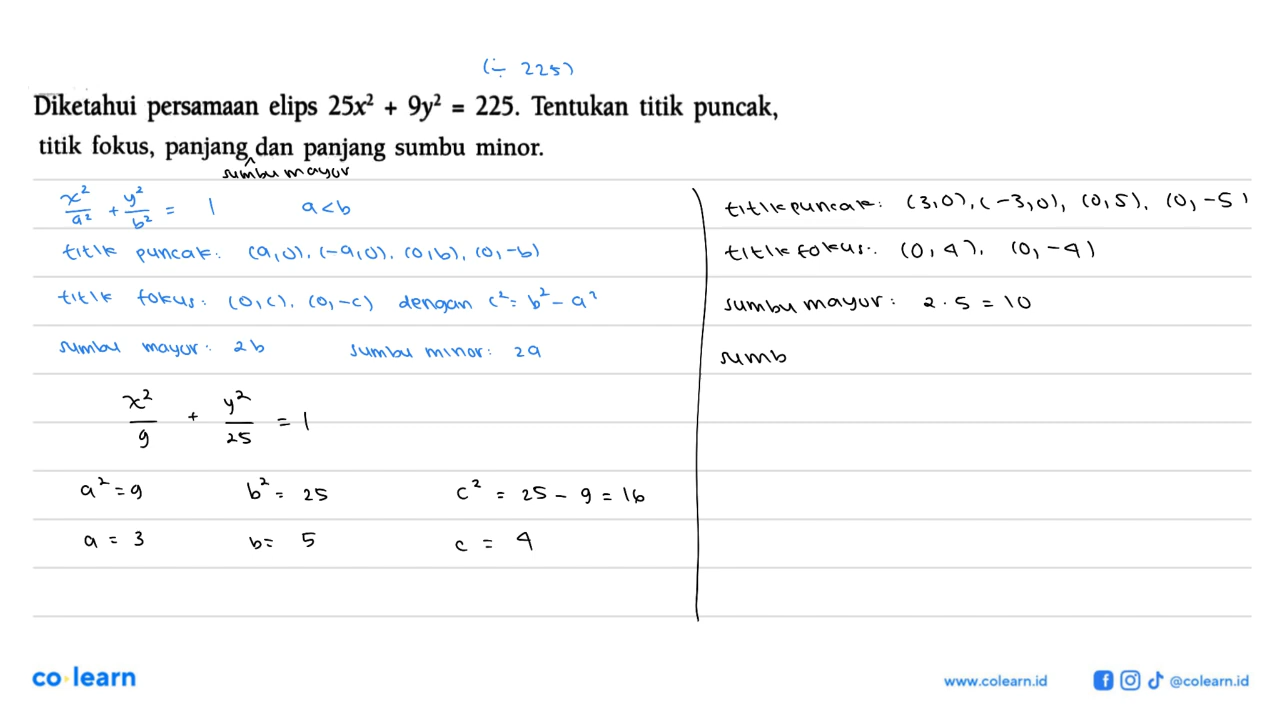 (÷ 225)
Diketahui persamaan elips 25x² + 9y² = 225. Tentukan titik puncak,
titik fokus, panjang dan panjang sumbu minor.
^
sumbu mayor
x²/a² + y²/b² = 1 a<b
titik puncak: (a,0), (-a,0), (0,b), (0,-b)
titik fokus: (0,c), (0,-c) dengan c² = b² - a²
sumbu mayor: 2b sumbu minor: 2a
x²/9 + y²/25 = 1
a² = 9 b² = 25 c² = 25 - 9 = 16
a = 3 b = 5 c = 4
titik puncak: (3,0), (-3,0), (0,5), (0,-5)
titik fokus: (0,4), (0,-4)
sumbu mayor: 2 · 5 = 10
sumb
co learn
www.colearn.id @colearn.id